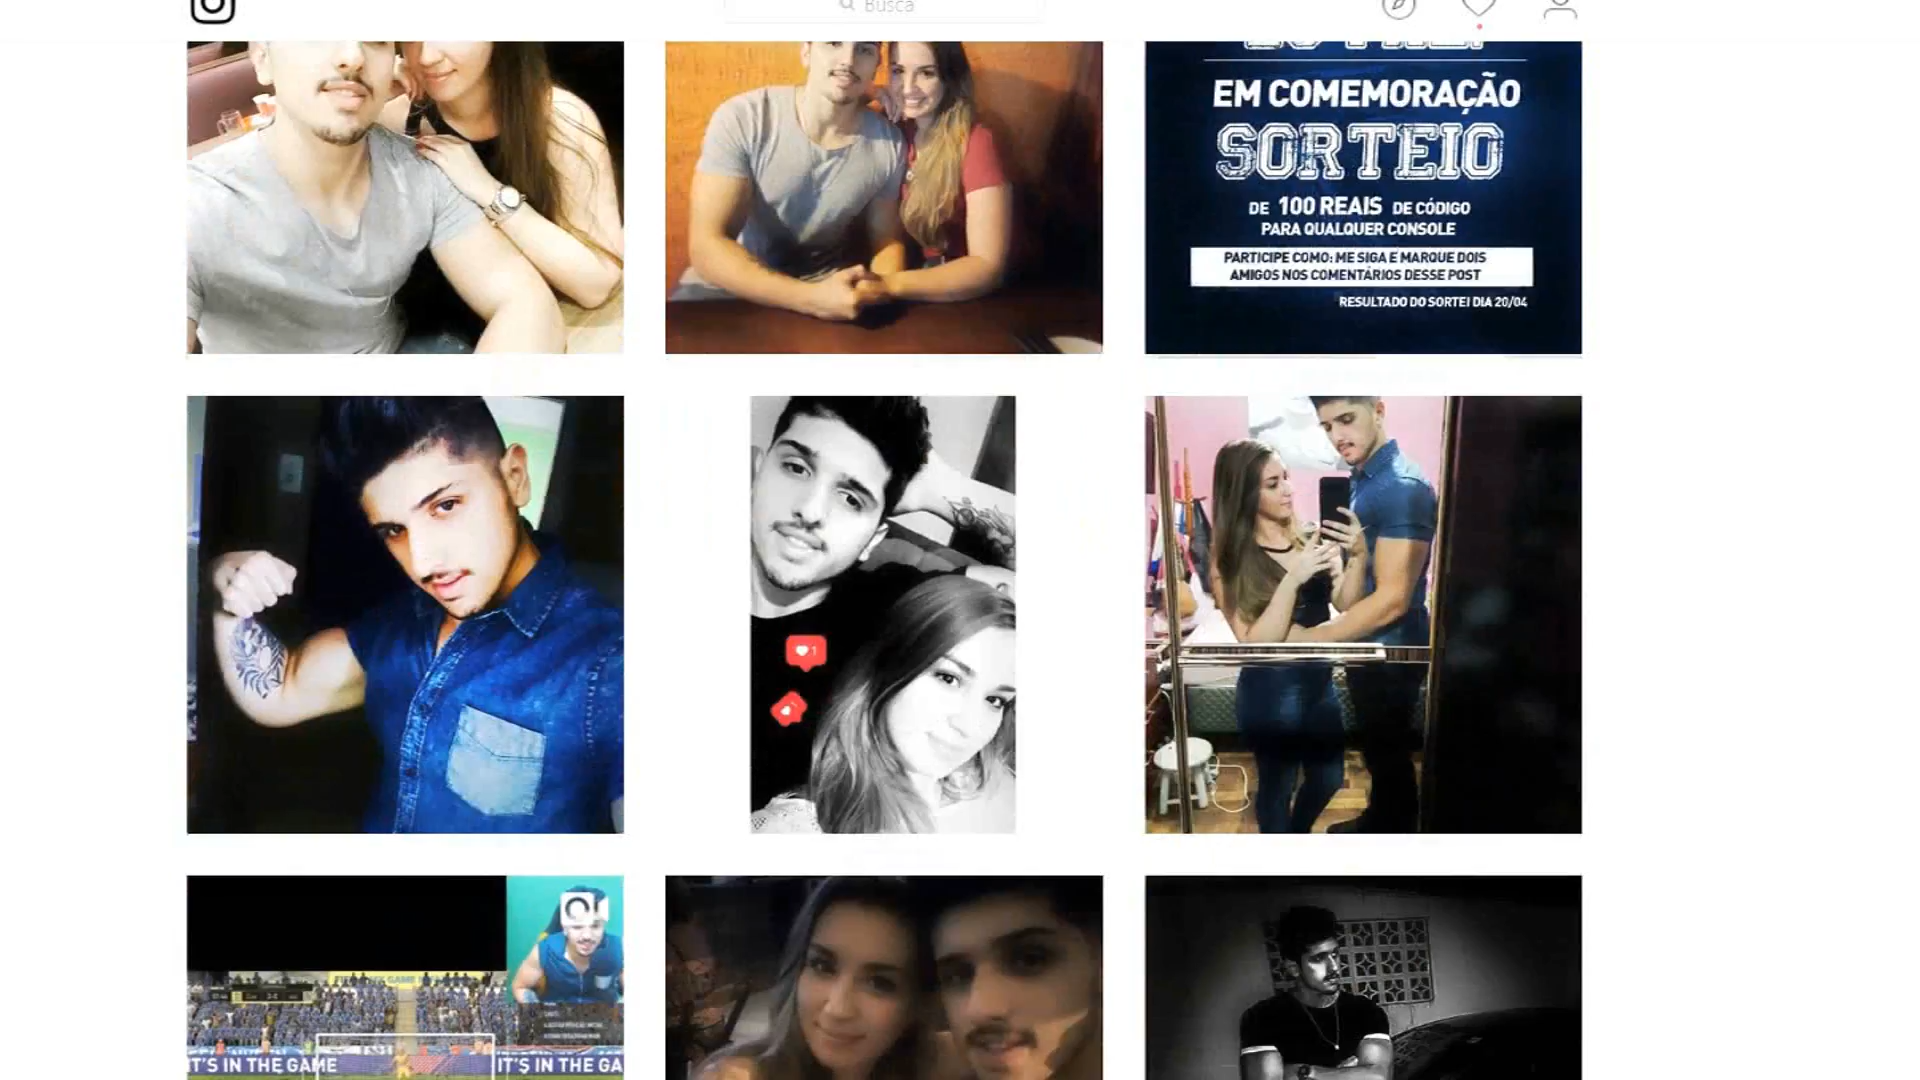 Busca
EM COMEMORAÇÃO
SORTEIO
DE 100 REAIS DE CÓDIGO
PARA QUALQUER CONSOLE
PARTICIPE COMO: ME SIGA E MARQUE DOIS
AMIGOS NOS COMENTÁRIOS DESSE POST
RESULTADO DO SORTEI DIA 20/04
1
IT'S IN THE GAME
IT'S IN THE GA